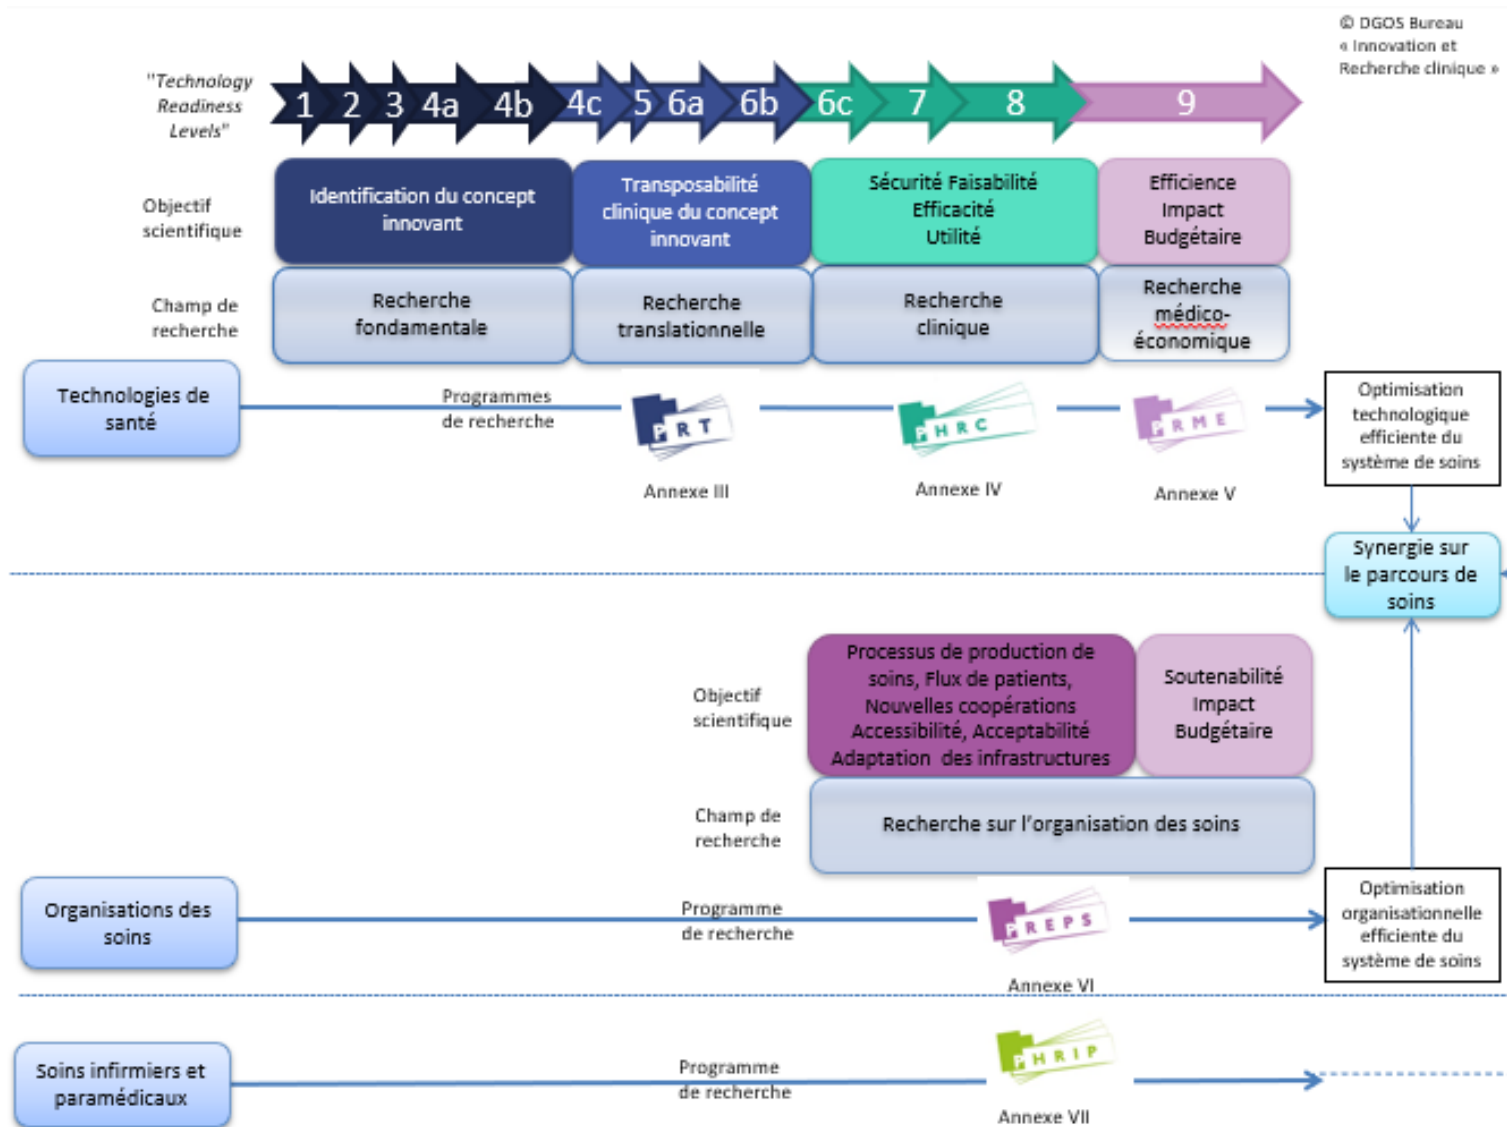 © DGOS Bureau
« Innovation et
Recherche clinique »
"Technology
Readiness
Levels"
1 2 3 4a 4b 4c 5 6a 6b 6c 7 8 9
Objectif
scientifique
Identification du concept
innovant
Transposabilité
clinique du concept
innovant
Sécurité Faisabilité
Efficacité
Utilité
Efficience
Impact
Budgétaire
Champ de
recherche
Recherche
fondamentale
Recherche
translationnelle
Recherche
clinique
Recherche
médico-
économique
Technologies de
santé
Programmes
de recherche
PRT
Annexe III
PHRC
Annexe IV
PRME
Annexe V
Optimisation
technologique
efficiente du
système de soins
Synergie sur
le parcours de
soins
Objectif
scientifique
Processus de production de
soins, Flux de patients,
Nouvelles coopérations
Accessibilité, Acceptabilité
Adaptation des infrastructures
Soutenabilité
Impact
Budgétaire
Champ de
recherche
Recherche sur l'organisation des soins
Organisations des
soins
Programme
de recherche
PREPS
Annexe VI
Optimisation
organisationnelle
efficiente du
système de soins
Soins infirmiers et
paramédicaux
Programme
de recherche
PHRIP
Annexe VII